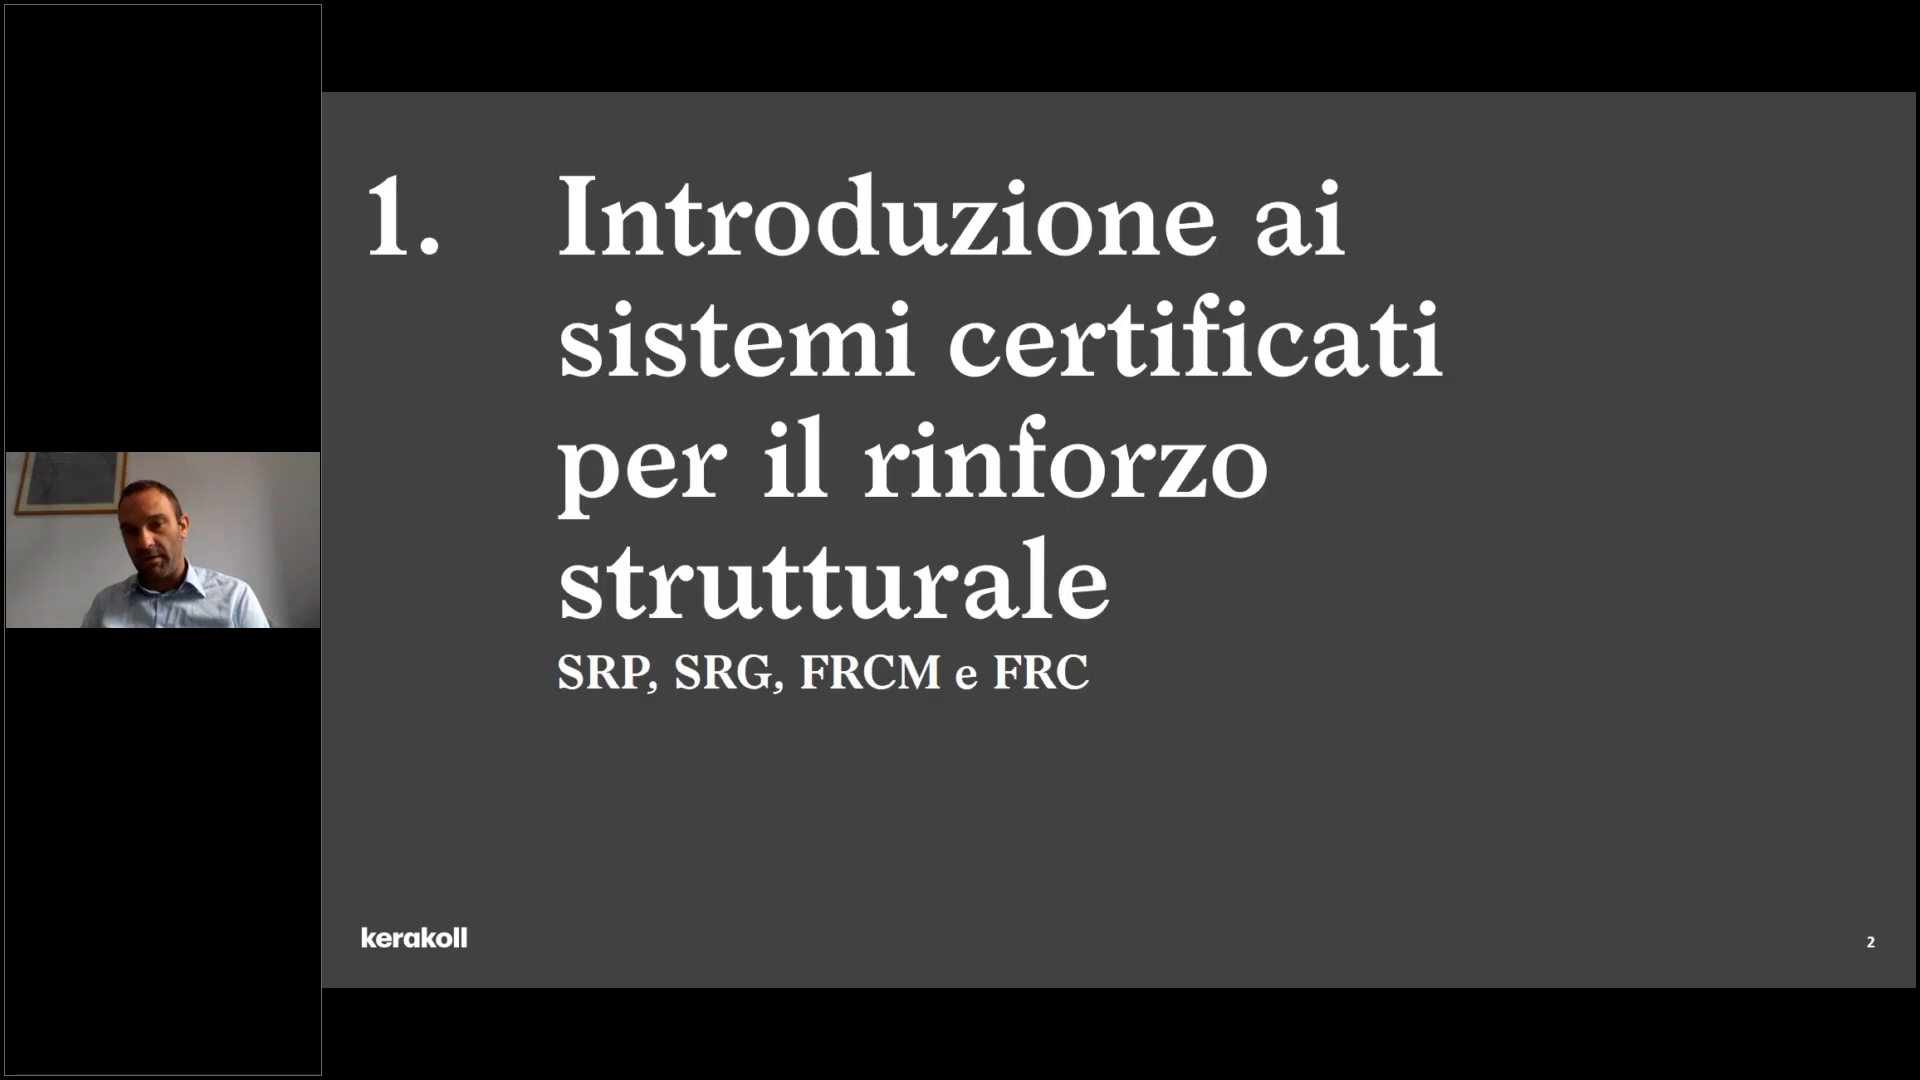 1. Introduzione ai
sistemi certificati
per il rinforzo
strutturale
SRP, SRG, FRCM e FRC
kerakoll
2